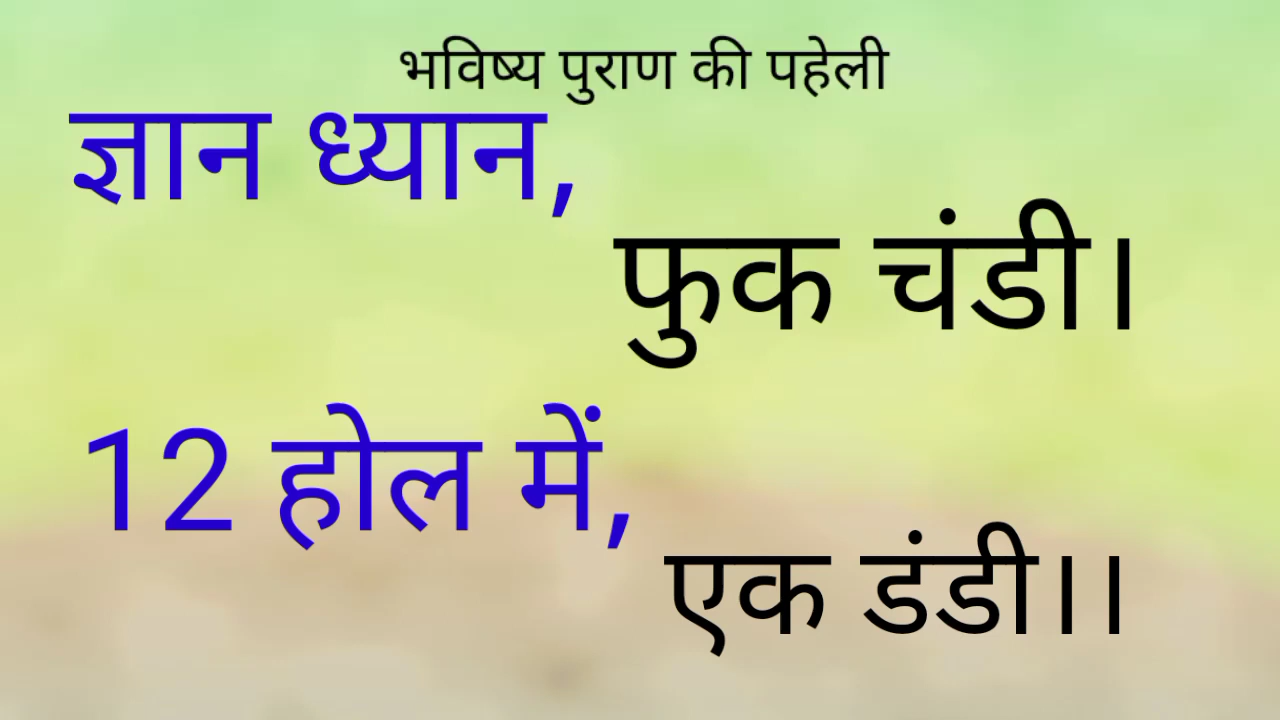 भविष्य पुराण की पहेली
ज्ञान ध्यान,
फुक चंडी।
12 होल में,
एक डंडी।।